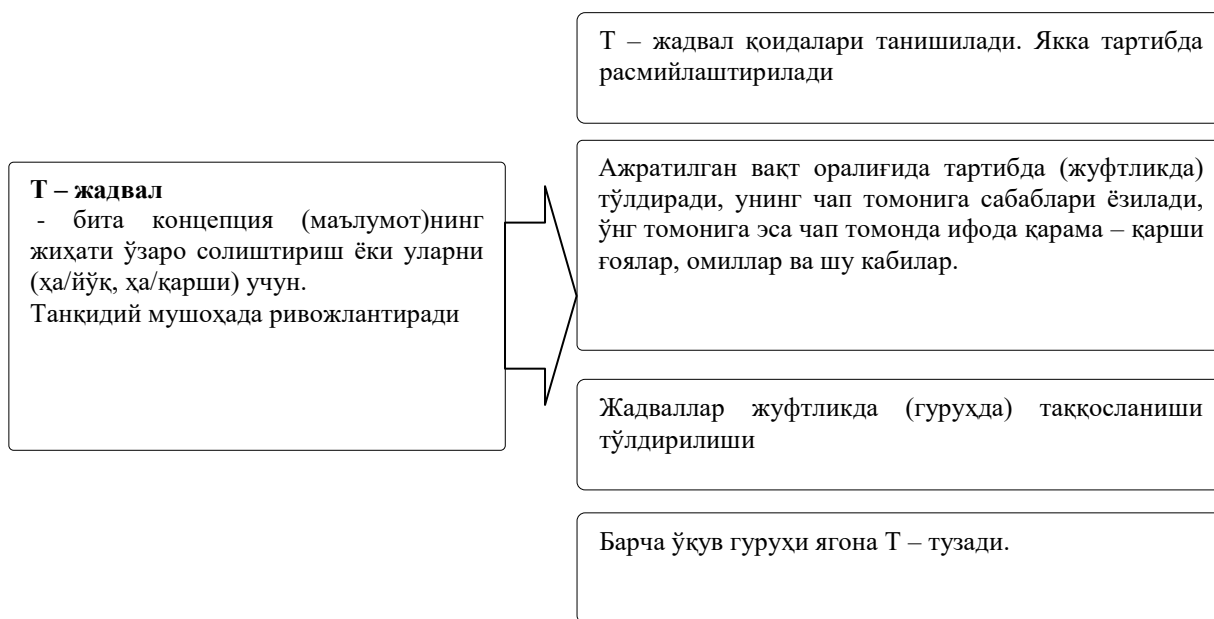 Т – жадвал
- бита концепция (маълумот)нинг
жиҳати ўзаро солиштириш ёки уларни
(ҳа/йўқ, ҳа/қарши) учун.
Танқидий мушоҳада ривожлантиради
Т – жадвал қоидалари танишилади. Якка тартибда
расмийлаштирилади
Ажратилган вақт оралиғида тартибда (жуфтликда)
тўлдиради, унинг чап томонига сабаблари ёзилади,
ўнг томонига эса чап томонда ифода қарама – қарши
ғоялар, омиллар ва шу кабилар.
Жадваллар жуфтликда (гуруҳда) таққосланиши
тўлдирилиши
Барча ўқув гуруҳи ягона Т – тузади.